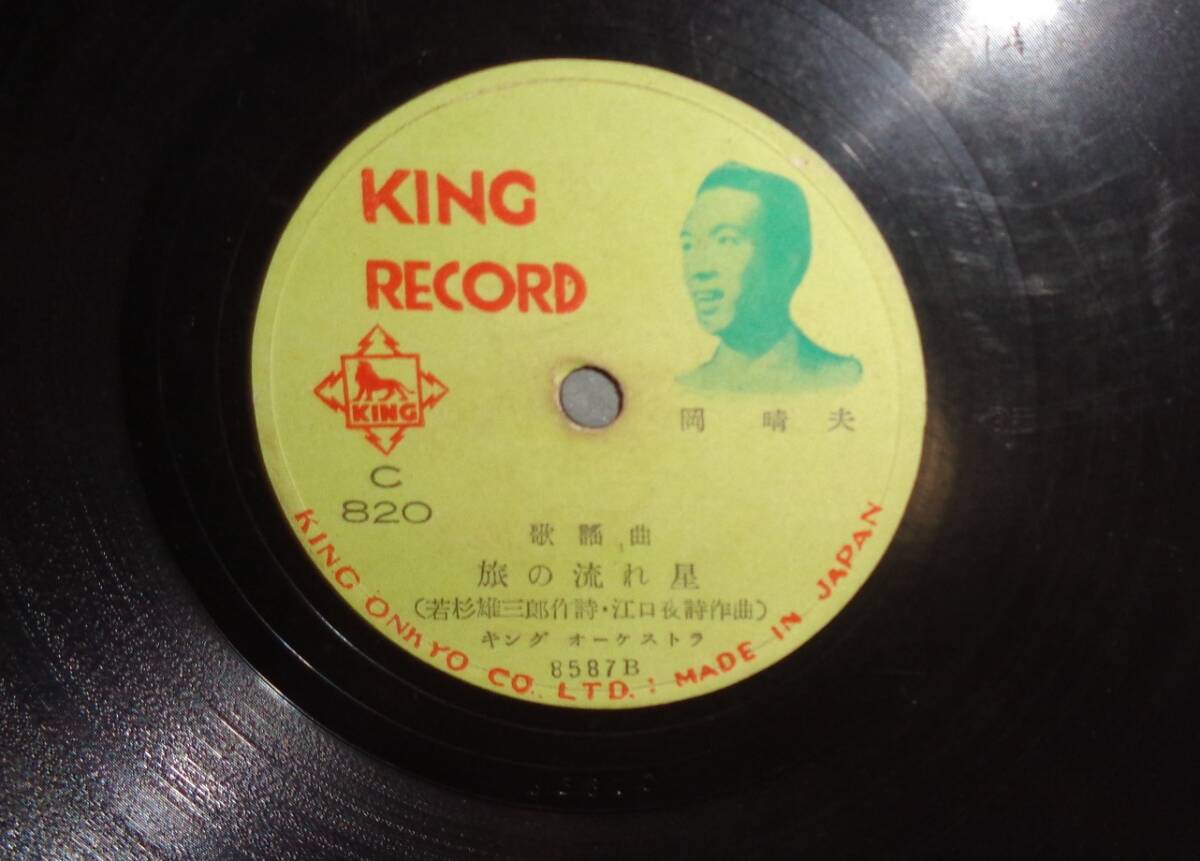 KING
RECORD
KING
岡 晴夫
C
820
歌謡曲
旅の流れ星
(若杉雄三郎作詩・江口夜詩作曲)
キング オーケストラ
8587B
KING ONKYO CO., LTD.: MADE IN JAPAN